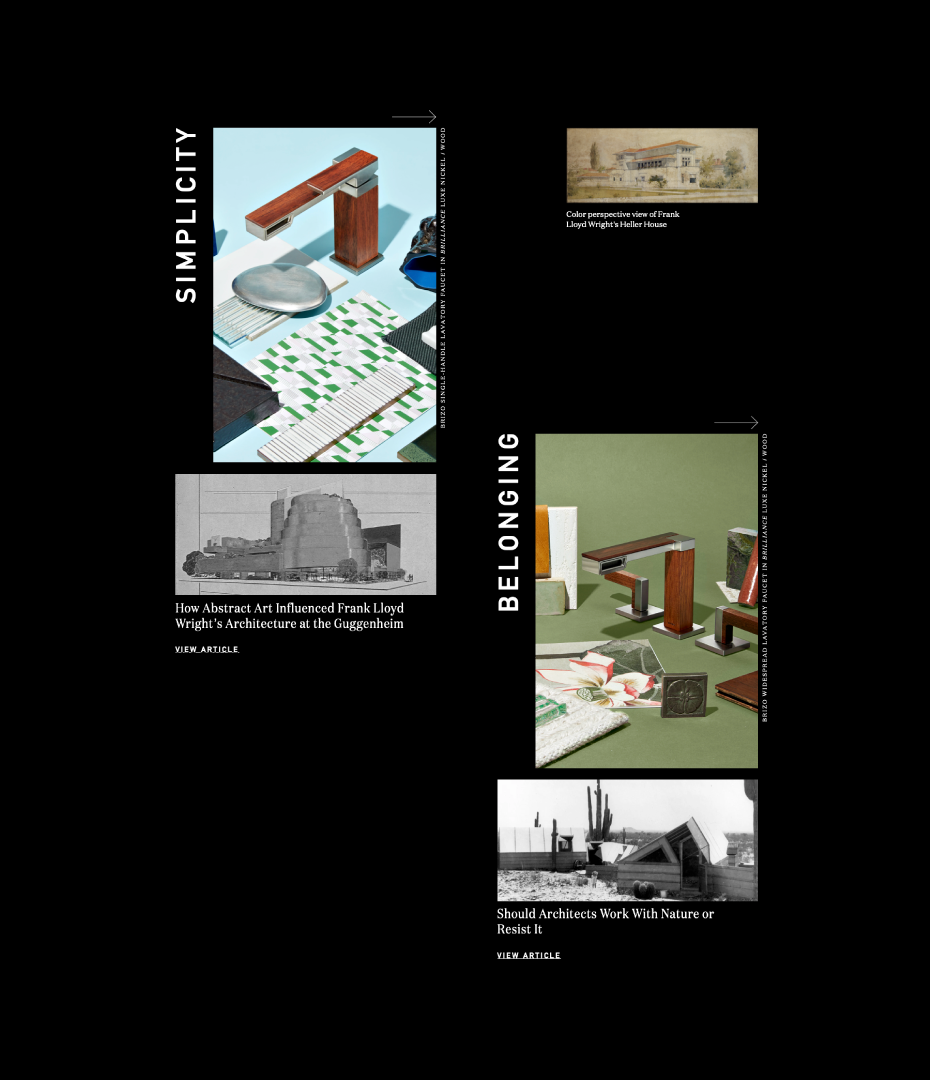 SIMPLICITY
BRIZO SINGLE-HANDLE LAVATORY FAUCET IN BRILLIANCE LUXE NICKEL / WOOD
How Abstract Art Influenced Frank Lloyd
Wright's Architecture at the Guggenheim
VIEW ARTICLE
Color perspective view of Frank
Lloyd Wright's Heller House
BELONGING
BRIZO WIDESPREAD LAVATORY FAUCET IN BRILLIANCE LUXE NICKEL / WOOD
Should Architects Work With Nature or
Resist It
VIEW ARTICLE